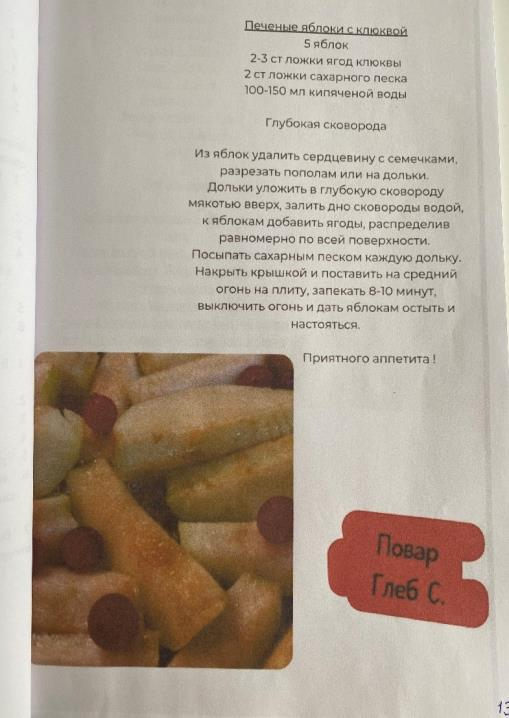 Печеные яблоки с клюквой
5 яблок
2-3 ст ложки ягод клюквы
2 ст ложки сахарного песка
100-150 мл кипяченой воды
Глубокая сковорода
Из яблок удалить сердцевину с семечками,
разрезать пополам или на дольки.
Дольки уложить в глубокую сковороду
мякотью вверх, залить дно сковороды водой,
к яблокам добавить ягоды, распределив
равномерно по всей поверхности.
Посыпать сахарным песком каждую дольку.
Накрыть крышкой и поставить на средний
огонь на плиту, запекать 8-10 минут,
выключить огонь и дать яблокам остыть и
настояться.
Приятного аппетита !
Повар
Глеб С.
13